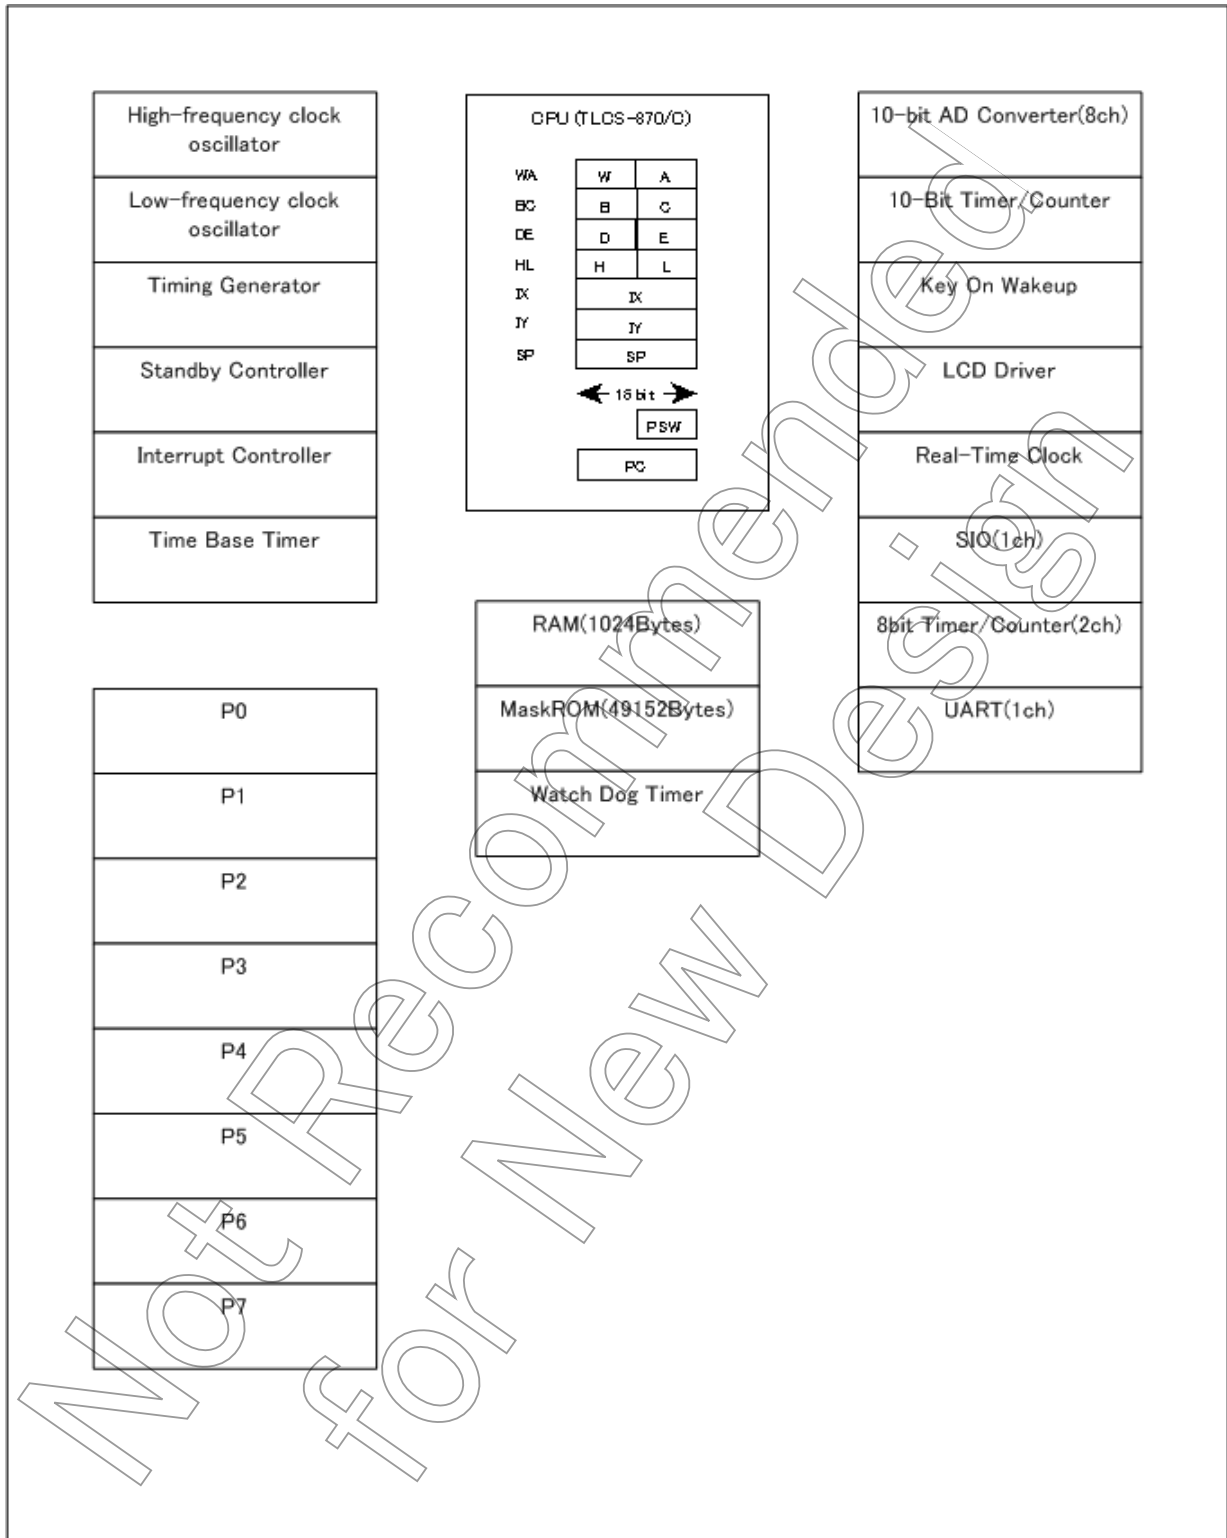 High-frequency clock
oscillator
Low-frequency clock
oscillator
Timing Generator
Standby Controller
Interrupt Controller
Time Base Timer
P0
P1
P2
P3
P4
P5
P6
P7
CPU (TLCS-870/C)
WA W A
BC B C
DE D E
HL H L
IX IX
IY IY
SP SP
16 bit
PSW
PC
RAM(1024Bytes)
MaskROM(49152Bytes)
Watch Dog Timer
10-bit AD Converter(8ch)
10-Bit Timer/Counter
Key On Wakeup
LCD Driver
Real-Time Clock
SIO(1ch)
8bit Timer/Counter(2ch)
UART(1ch)
Not Recommended
for New Design